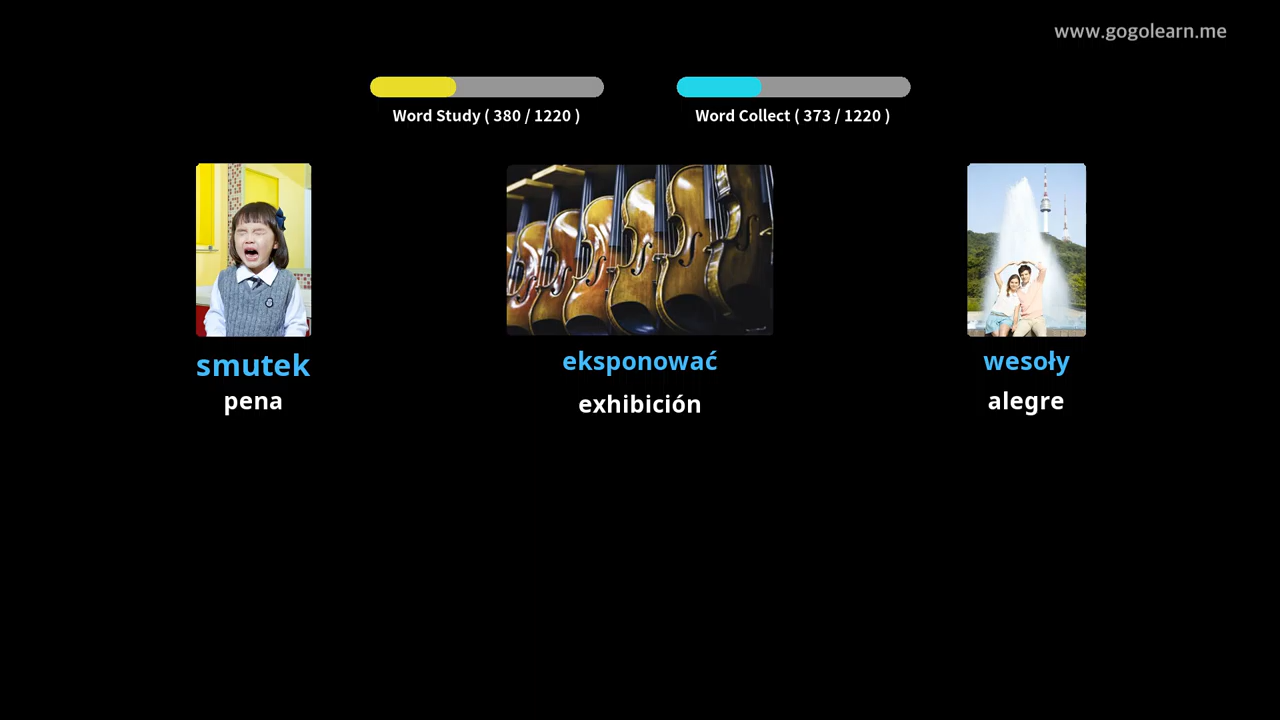 www.gogolearn.me
Word Study ( 380 / 1220 )
Word Collect ( 373 / 1220 )
smutek
pena
eksponować
exhibición
wesoły
alegre